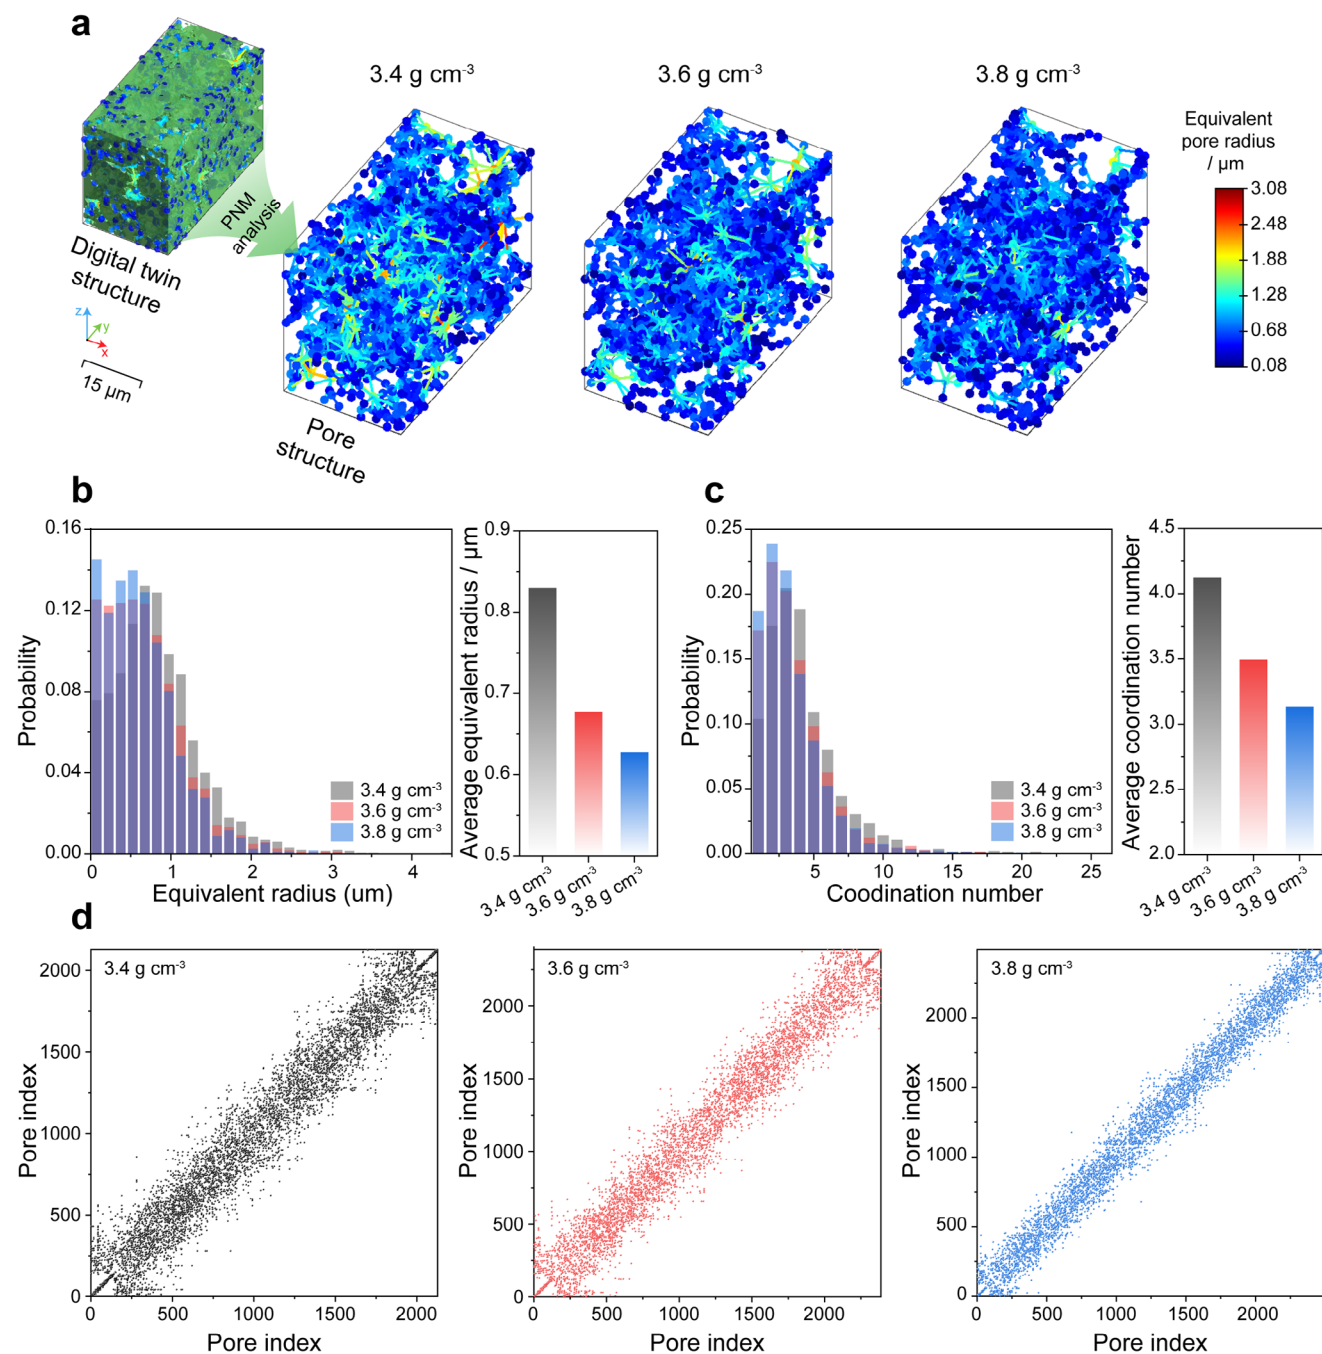 a
3.4 g cm-3
3.6 g cm-3
3.8 g cm-3
Equivalent
pore radius
/ μm
3.08
2.48
1.88
1.28
0.68
0.08
PNM
analysis
Digital twin
structure
z
y
x
15 μm
Pore
structure
b
0.16
0.12
0.08
0.04
0.00
Probability
0
1
2
3
4
Equivalent radius (um)
3.4 g cm-3
3.6 g cm-3
3.8 g cm-3
0.9
0.8
0.7
0.6
0.5
Average equivalent radius / μm
3.4 g cm-3
3.6 g cm-3
3.8 g cm-3
c
0.25
0.20
0.15
0.10
0.05
0.00
Probability
5
10
15
20
25
Coodination number
3.4 g cm-3
3.6 g cm-3
3.8 g cm-3
4.5
4.0
3.5
3.0
2.5
2.0
Average coordination number
3.4 g cm-3
3.6 g cm-3
3.8 g cm-3
d
3.4 g cm-3
2000
1500
1000
500
0
Pore index
0
500
1000
1500
2000
Pore index
3.6 g cm-3
2000
1500
1000
500
0
Pore index
0
500
1000
1500
2000
Pore index
3.8 g cm-3
2000
1500
1000
500
0
Pore index
0
500
1000
1500
2000
Pore index